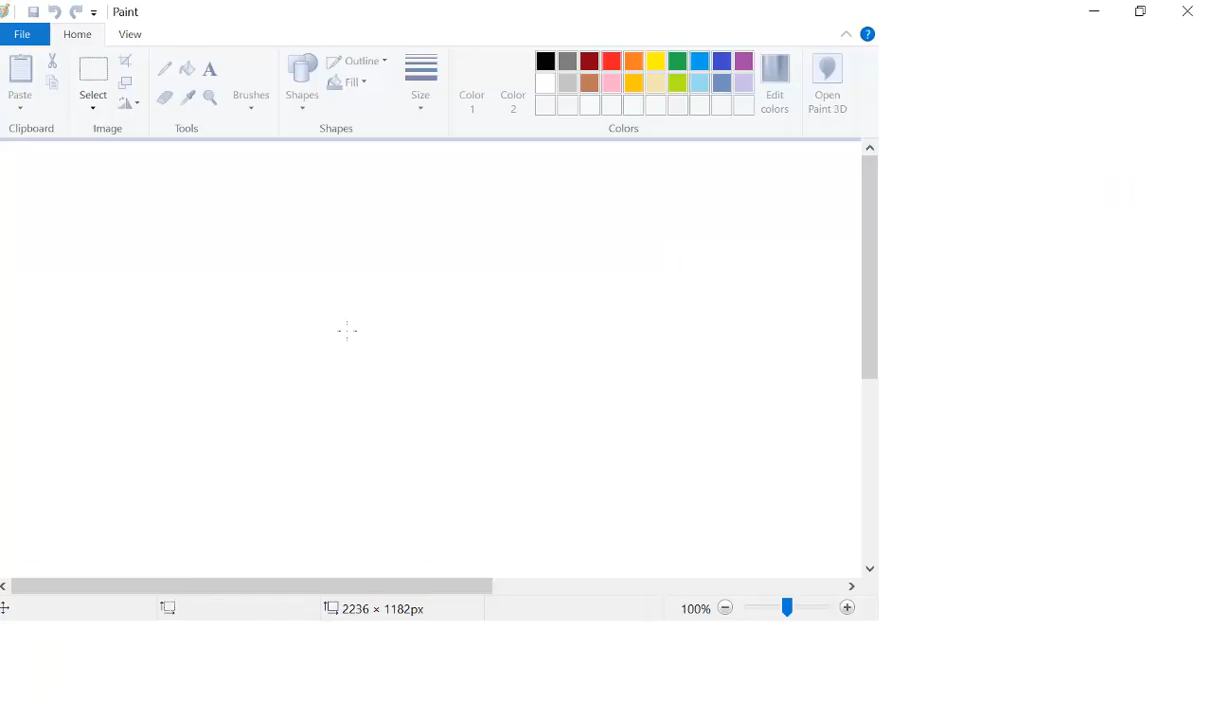 Paint
File Home View
Outline
Fill
Paste Select Brushes Shapes Size Color 1 Color 2 Edit colors Open Paint 3D
A
?
Clipboard Image Tools Shapes Colors
2236 × 1182px 100%